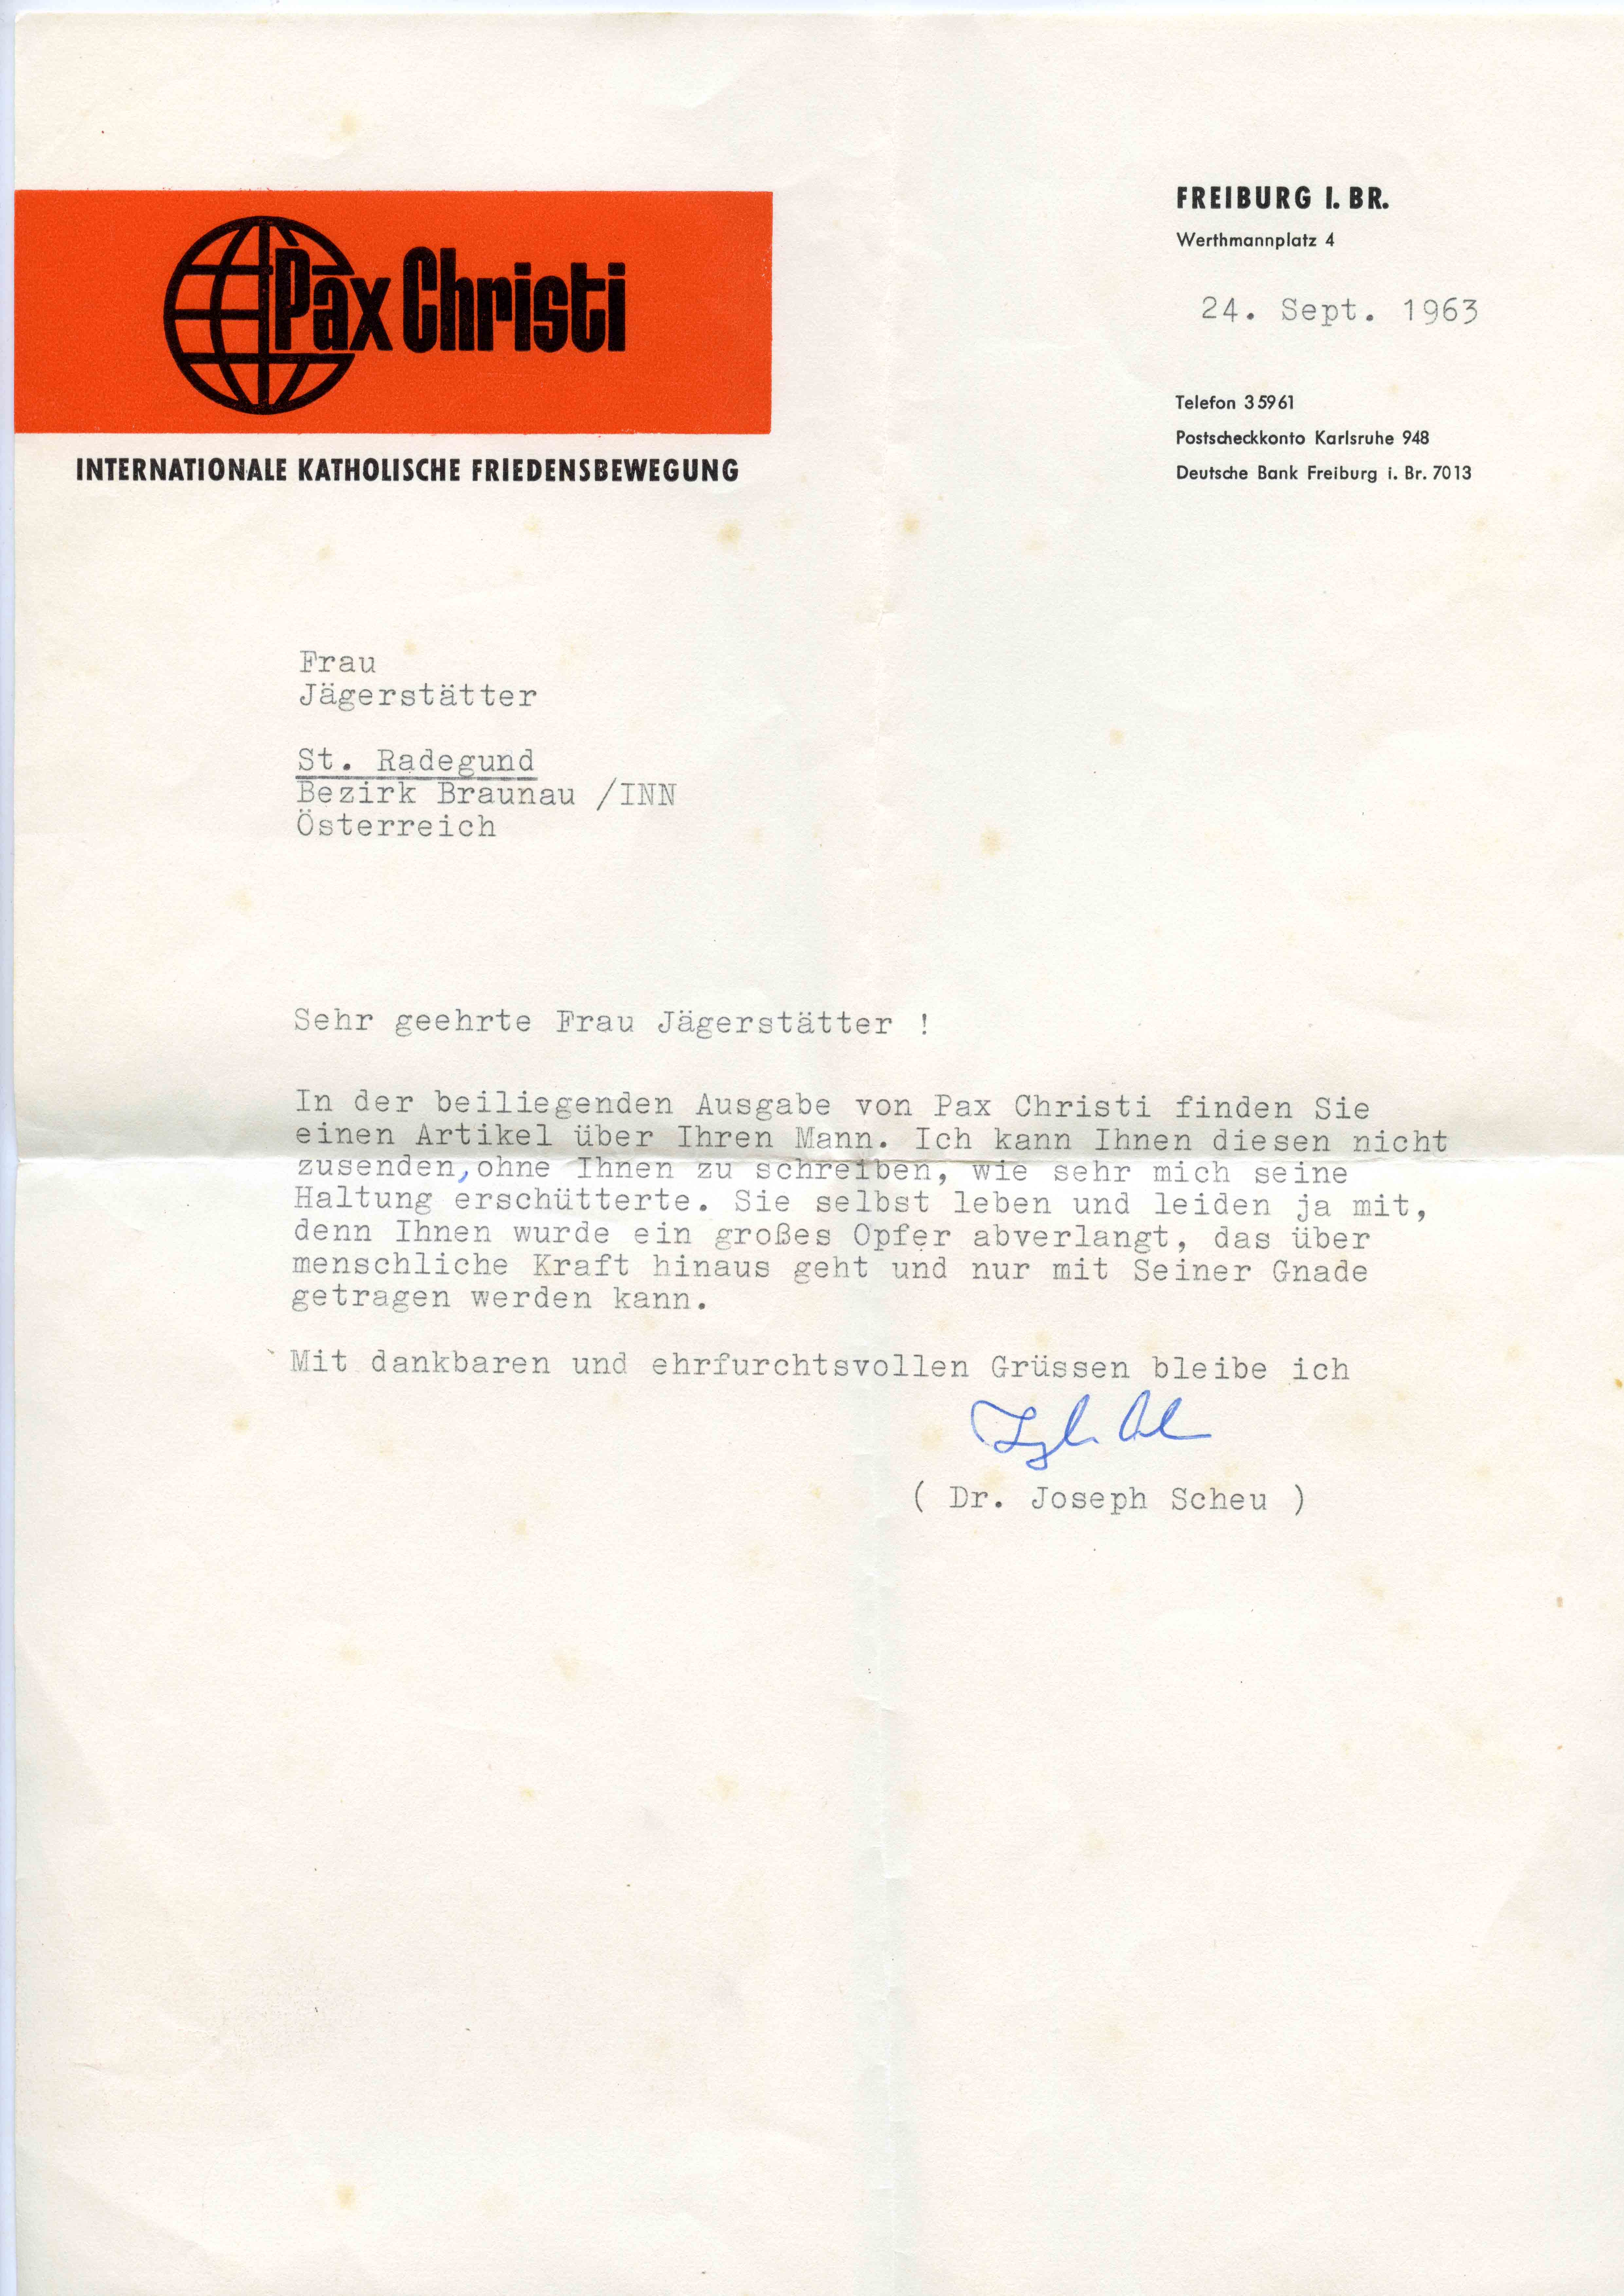 Pax Christi
INTERNATIONALE KATHOLISCHE FRIEDENSBEWEGUNG
FREIBURG I. BR.
Werthmannplatz 4
24. Sept. 1963
Telefon 35961
Postscheckkonto Karlsruhe 948
Deutsche Bank Freiburg i. Br. 7013
Frau
Jägerstätter
St. Radegund
Bezirk Braunau /INN
Österreich
Sehr geehrte Frau Jägerstätter !
In der beiliegenden Ausgabe von Pax Christi finden Sie
einen Artikel über Ihren Mann. Ich kann Ihnen diesen nicht
zusenden,ohne Ihnen zu schreiben, wie sehr mich seine
Haltung erschütterte. Sie selbst leben und leiden ja mit,
denn Ihnen wurde ein großes Opfer abverlangt, das über
menschliche Kraft hinaus geht und nur mit Seiner Gnade
getragen werden kann.
Mit dankbaren und ehrfurchtsvollen Grüssen bleibe ich
( Dr. Joseph Scheu )